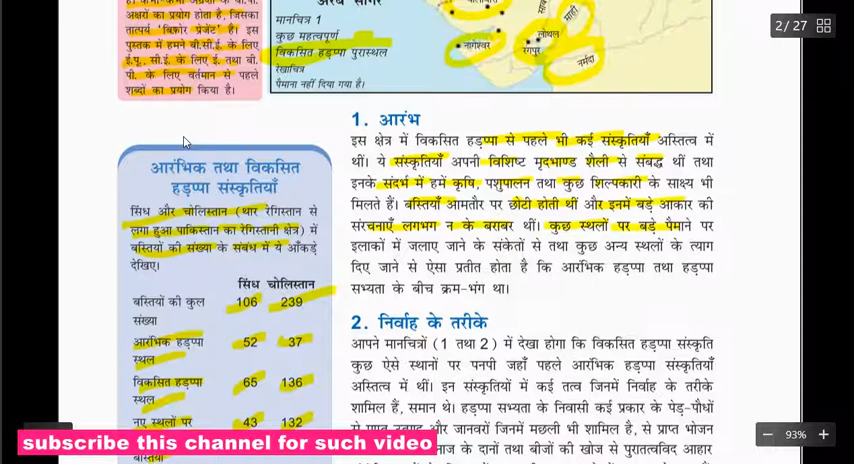 अक्षरों का प्रयोग होता है, जिसका
तात्पर्य 'बिफ़ोर प्रेजेंट' है। इस
पुस्तक में हमने बी.सी.ई. के लिए
ई.पू., सी.ई. के लिए ई. तथा बी.
पी. के लिए वर्तमान से पहले
शब्दों का प्रयोग किया है।
अरब सागर
मानचित्र 1
कुछ महत्वपूर्ण
विकसित हड़प्पा पुरास्थल
रेखाचित्र
पैमाना नहीं दिया गया है।
माही
लोथल
नागेश्वर
रंगपुर
नर्मदा
2 / 27
1. आरंभ
इस क्षेत्र में विकसित हड़प्पा से पहले भी कई संस्कृतियाँ अस्तित्व में
थीं। ये संस्कृतियाँ अपनी विशिष्ट मृदभाण्ड शैली से संबद्ध थीं तथा
इनके संदर्भ में हमें कृषि, पशुपालन तथा कुछ शिल्पकारी के साक्ष्य भी
मिलते हैं। बस्तियाँ आमतौर पर छोटी होती थीं और इनमें बड़े आकार की
संरचनाएँ लगभग न के बराबर थीं। कुछ स्थलों पर बड़े पैमाने पर
इलाकों में जलाए जाने के संकेतों से तथा कुछ अन्य स्थलों के त्याग
दिए जाने से ऐसा प्रतीत होता है कि आरंभिक हड़प्पा तथा हड़प्पा
सभ्यता के बीच क्रम-भंग था।
2. निर्वाह के तरीके
आपने मानचित्रों (1 तथा 2) में देखा होगा कि विकसित हड़प्पा संस्कृति
कुछ ऐसे स्थानों पर पनपी जहाँ पहले आरंभिक हड़प्पा संस्कृतियाँ
अस्तित्व में थीं। इन संस्कृतियों में कई तत्व जिनमें निर्वाह के तरीके
शामिल हैं, समान थे। हड़प्पा सभ्यता के निवासी कई प्रकार के पेड़-पौधों
से प्राप्त उत्पाद और जानवरों जिनमें मछली भी शामिल है, से प्राप्त भोजन
अनाज के दानों तथा बीजों की खोज से पुरातत्वविद आहार
आरंभिक तथा विकसित
हड़प्पा संस्कृतियाँ
सिंध और चोलिस्तान (थार रेगिस्तान से
लगा हुआ पाकिस्तान का रेगिस्तानी क्षेत्र) में
बस्तियों की संख्या के संबंध में ये आँकड़े
देखिए।
सिंध चोलिस्तान
बस्तियों की कुल 106 239
संख्या
आरंभिक हड़प्पा 52 37
स्थल
विकसित हड़प्पा 65 136
स्थल
नए स्थलों पर 43 132
बस्तियाँ
subscribe this channel for such video
93%